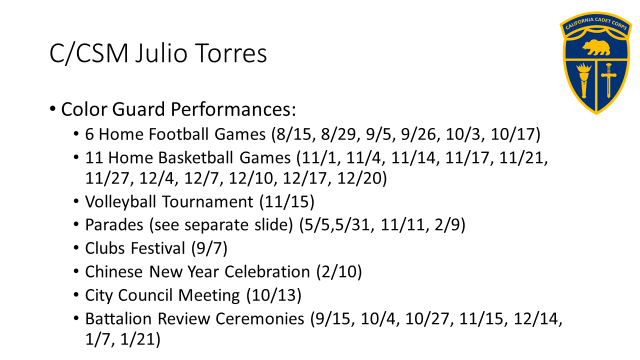 CALIFORNIA CADET CORPS
C/CSM Julio Torres
• Color Guard Performances:
• 6 Home Football Games (8/15, 8/29, 9/5, 9/26, 10/3, 10/17)
• 11 Home Basketball Games (11/1, 11/4, 11/14, 11/17, 11/21,
11/27, 12/4, 12/7, 12/10, 12/17, 12/20)
• Volleyball Tournament (11/15)
• Parades (see separate slide) (5/5,5/31, 11/11, 2/9)
• Clubs Festival (9/7)
• Chinese New Year Celebration (2/10)
• City Council Meeting (10/13)
• Battalion Review Ceremonies (9/15, 10/4, 10/27, 11/15, 12/14,
1/7, 1/21)